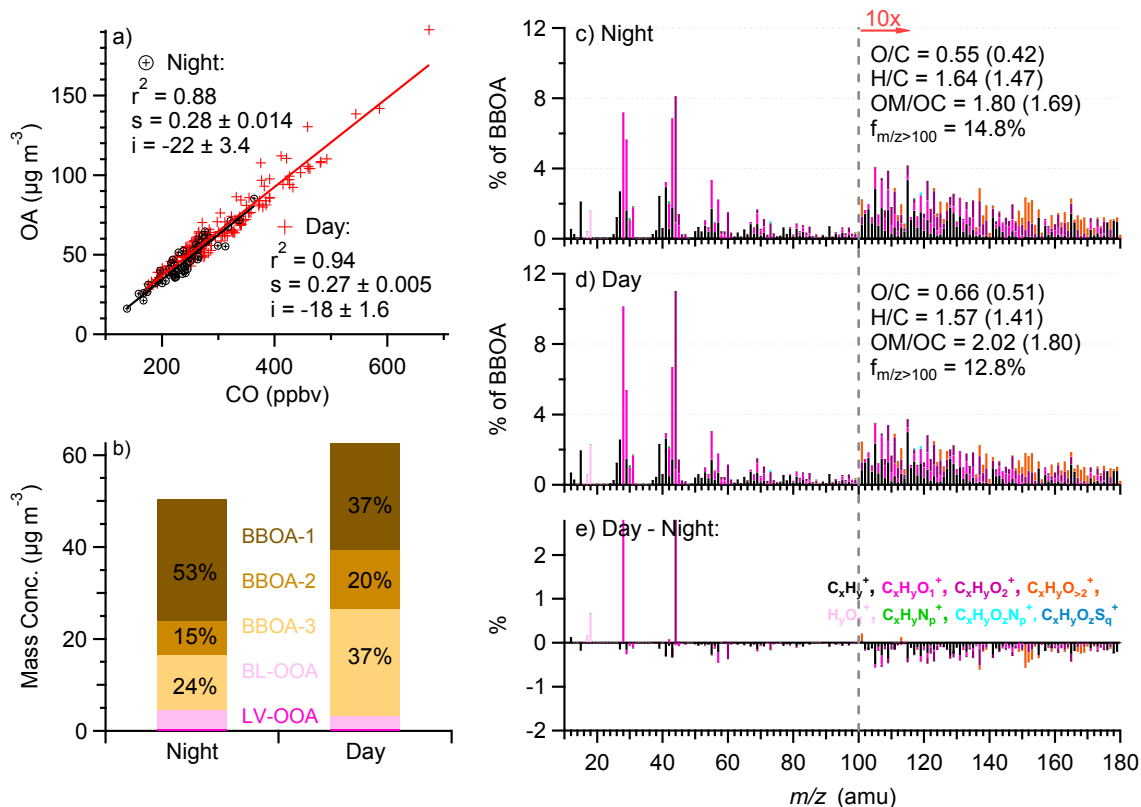 a)
⊕ Night:
r² = 0.88
s = 0.28 ± 0.014
i = -22 ± 3.4
+ Day:
r² = 0.94
s = 0.27 ± 0.005
i = -18 ± 1.6
OA (µg m⁻³)
150
100
50
0
200 400 600
CO (ppbv)
b)
Mass Conc. (µg m⁻³)
60
40
20
0
53%
15%
24%
37%
20%
37%
BBOA-1
BBOA-2
BBOA-3
BL-OOA
LV-OOA
Night Day
10x
c) Night
O/C = 0.55 (0.42)
H/C = 1.64 (1.47)
OM/OC = 1.80 (1.69)
f m/z>100 = 14.8%
% of BBOA
12
8
4
0
d) Day
O/C = 0.66 (0.51)
H/C = 1.57 (1.41)
OM/OC = 2.02 (1.80)
f m/z>100 = 12.8%
% of BBOA
12
8
4
0
e) Day - Night:
CxHy⁺, CxHyO1⁺, CxHyO2⁺, CxHyO>2⁺,
CxHyNp⁺, CxHyOzNp⁺, CxHyOzSq⁺
%
2
1
0
-1
-2
20 40 60 80 100 120 140 160 180
m/z (amu)